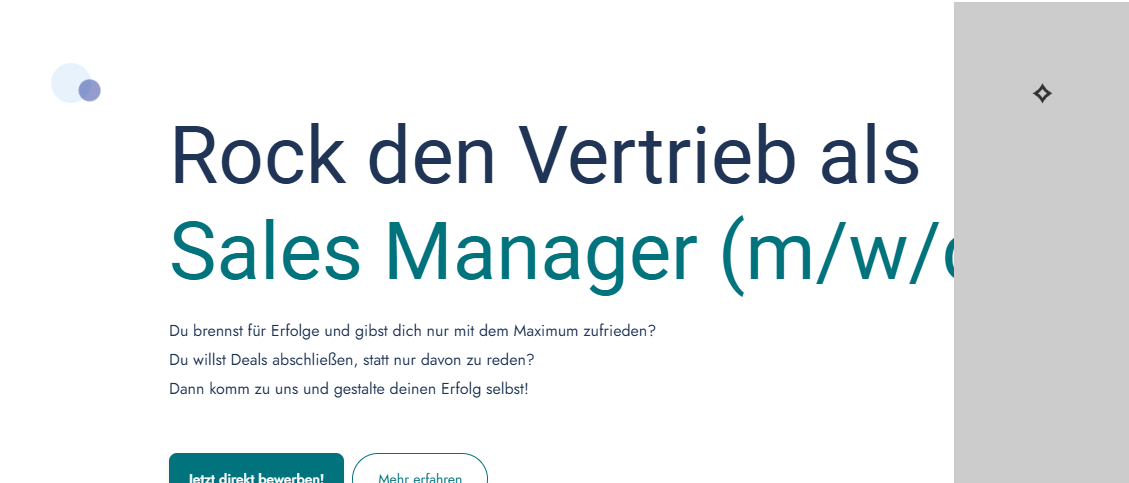 Rock den Vertrieb als
Sales Manager (m/w/
Du brennst für Erfolge und gibst dich nur mit dem Maximum zufrieden?
Du willst Deals abschließen, statt nur davon zu reden?
Dann komm zu uns und gestalte deinen Erfolg selbst!
Jetzt direkt bewerben! Mehr erfahren